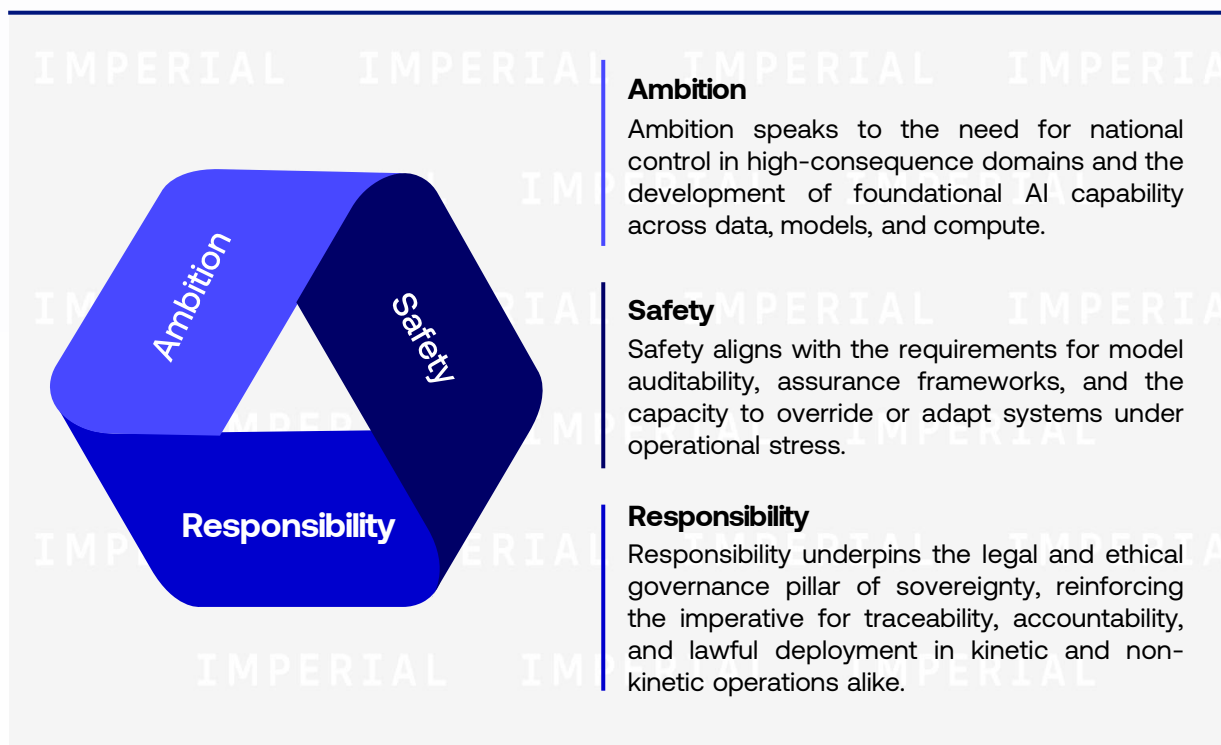 IMPERIAL IMPERIAL IMPERIAL IMPERIA
Ambition
Ambition speaks to the need for national
control in high-consequence domains and the
development of foundational AI capability
across data, models, and compute.
Ambition
Safety
Safety
Safety aligns with the requirements for model
auditability, assurance frameworks, and the
capacity to override or adapt systems under
operational stress.
Responsibility
Responsibility
Responsibility underpins the legal and ethical
governance pillar of sovereignty, reinforcing
the imperative for traceability, accountability,
and lawful deployment in kinetic and non-
kinetic operations alike.
IMPERIAL IMPERIAL IMPERIAL